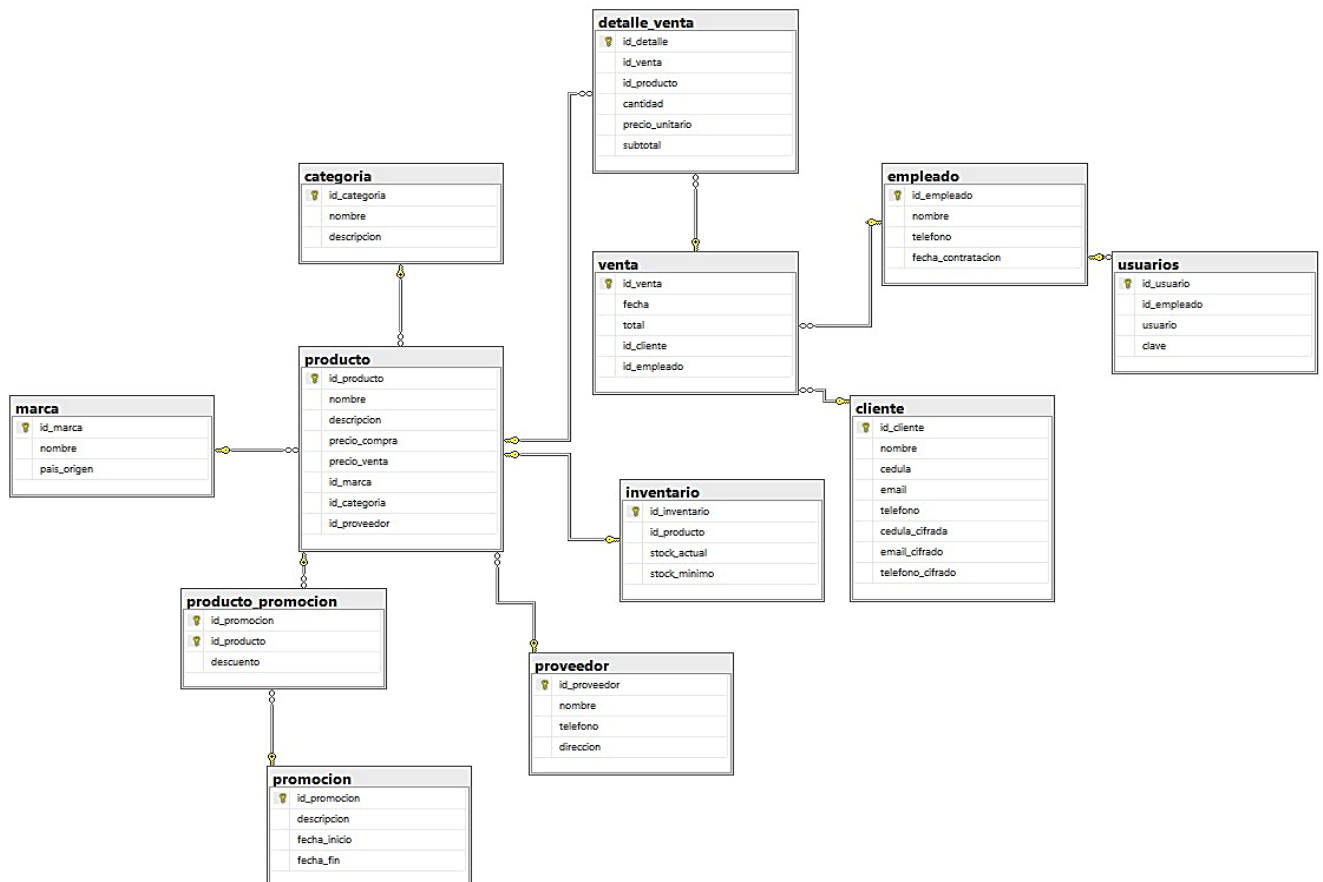 detalle_venta
id_detalle
id_venta
id_producto
cantidad
precio_unitario
subtotal
categoria
id_categoria
nombre
descripcion
empleado
id_empleado
nombre
telefono
fecha_contratacion
venta
id_venta
fecha
total
id_cliente
id_empleado
usuarios
id_usuario
id_empleado
usuario
clave
producto
id_producto
nombre
descripcion
precio_compra
precio_venta
id_marca
id_categoria
id_proveedor
marca
id_marca
nombre
pais_origen
cliente
id_cliente
nombre
cedula
email
telefono
cedula_cifrada
email_cifrado
telefono_cifrado
inventario
id_inventario
id_producto
stock_actual
stock_minimo
producto_promocion
id_promocion
id_producto
descuento
proveedor
id_proveedor
nombre
telefono
direccion
promocion
id_promocion
descripcion
fecha_inicio
fecha_fin